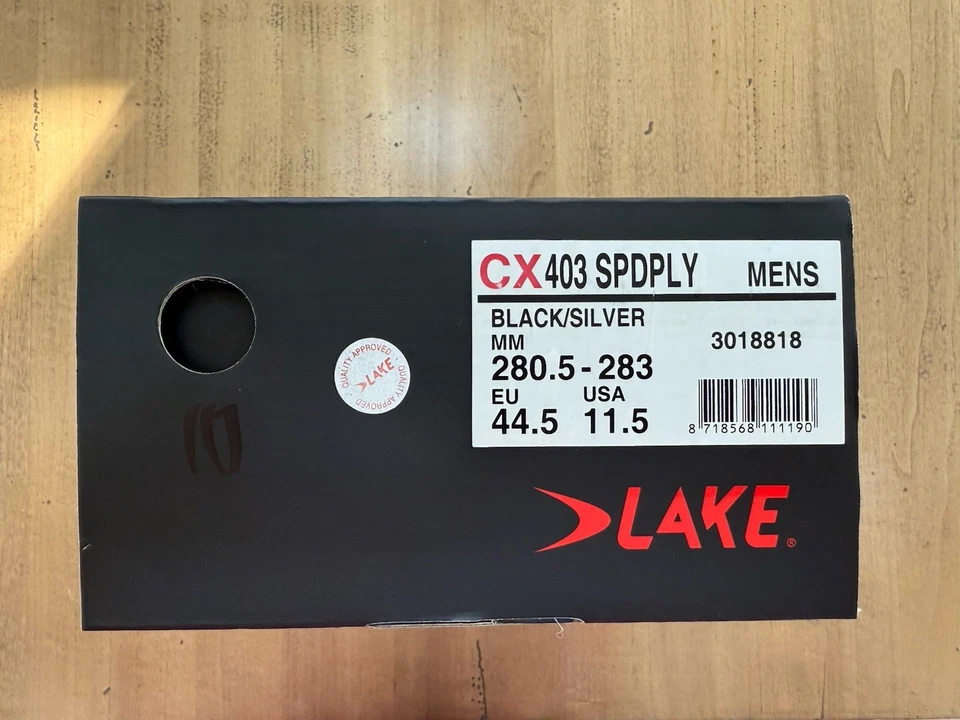 CX403 SPDPLY MENS
BLACK/SILVER
MM 3018818
280.5 - 283
EU USA
44.5 11.5
8 718568 111190
QUALITY APPROVED
LAKE
QUALITY APPROVED
LAKE®